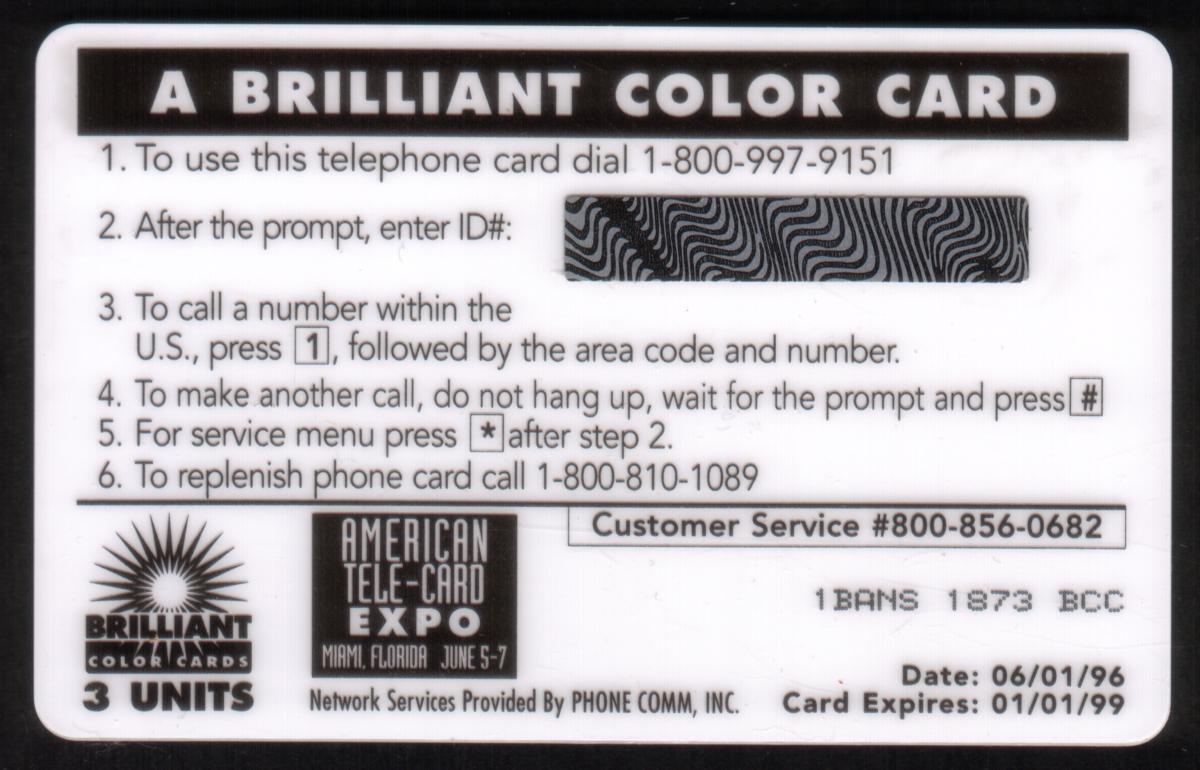 A BRILLIANT COLOR CARD
1. To use this telephone card dial 1-800-997-9151
2. After the prompt, enter ID#:
3. To call a number within the
U.S., press 1, followed by the area code and number.
4. To make another call, do not hang up, wait for the prompt and press #
5. For service menu press * after step 2.
6. To replenish phone card call 1-800-810-1089
Customer Service #800-856-0682
BRILLIANT
COLOR CARDS
3 UNITS
AMERICAN
TELE-CARD
EXPO
MIAMI, FLORIDA JUNE 5-7
Network Services Provided By PHONE COMM, INC.
1BANS 1873 BCC
Date: 06/01/96
Card Expires: 01/01/99